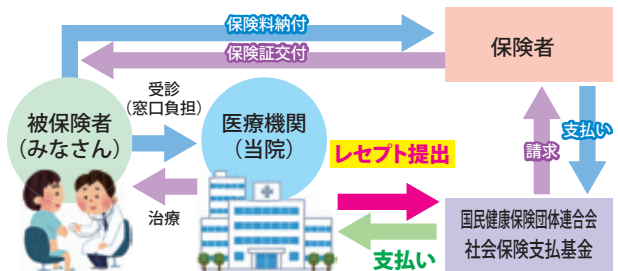 保険料納付
保険証交付
保険者
受診
（窓口負担）
被保険者
（みなさん）
医療機関
（当院）
レセプト提出
請求
支払い
治療
国民健康保険団体連合会
社会保険支払基金
支払い